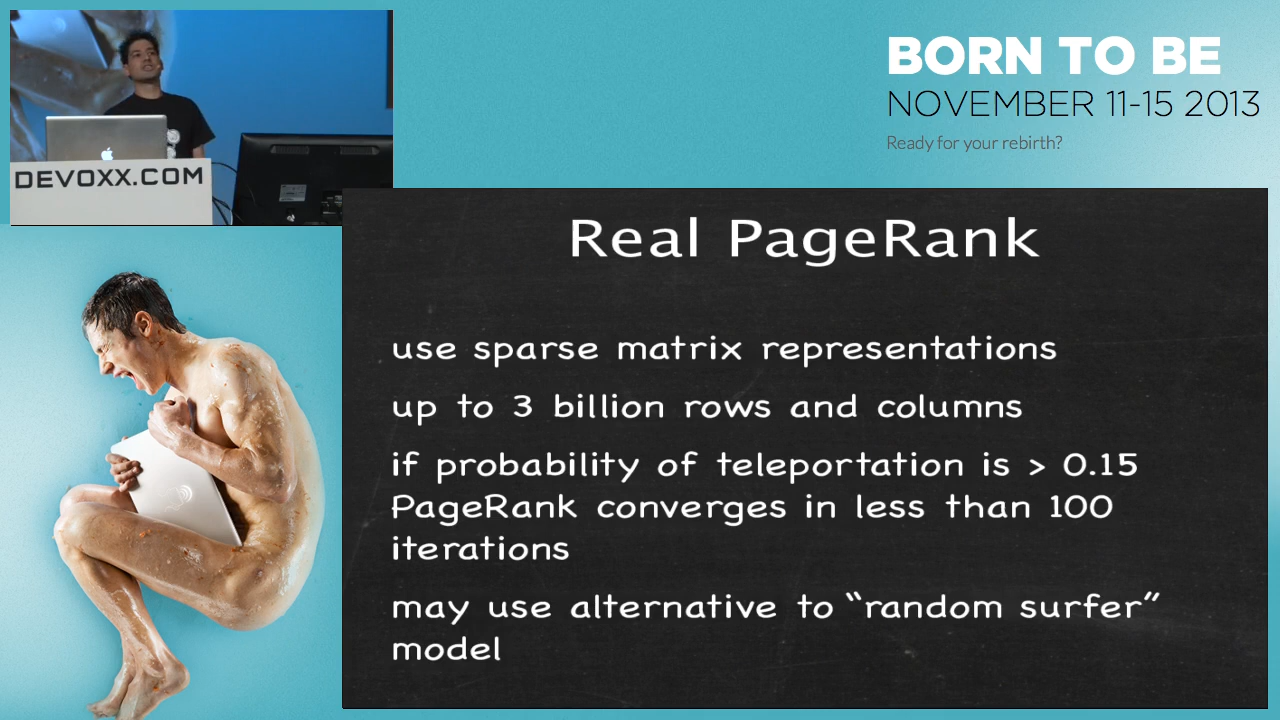 BORN TO BE
NOVEMBER 11-15 2013
Ready for your rebirth?
DEVOXX.COM
Real PageRank
use sparse matrix representations
up to 3 billion rows and columns
if probability of teleportation is > 0.15
PageRank converges in less than 100
iterations
may use alternative to “random surfer”
model